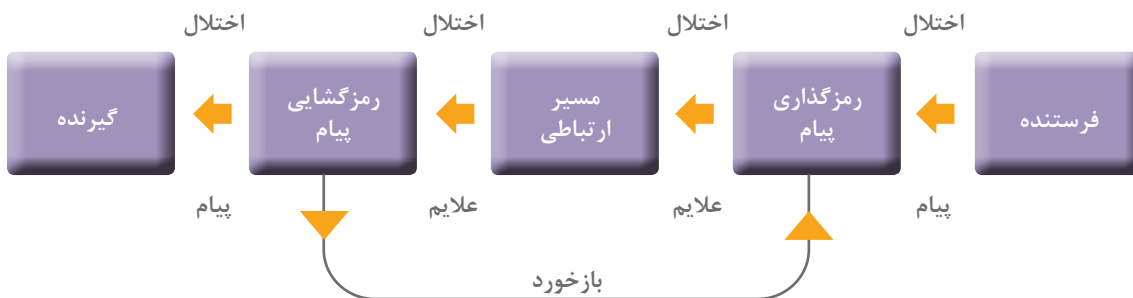 اختلال
اختلال
اختلال
اختلال
فرستنده
رمزگذاری
پیام
مسیر
ارتباطی
رمزگشایی
پیام
گیرنده
پیام
علایم
علایم
پیام
بازخورد